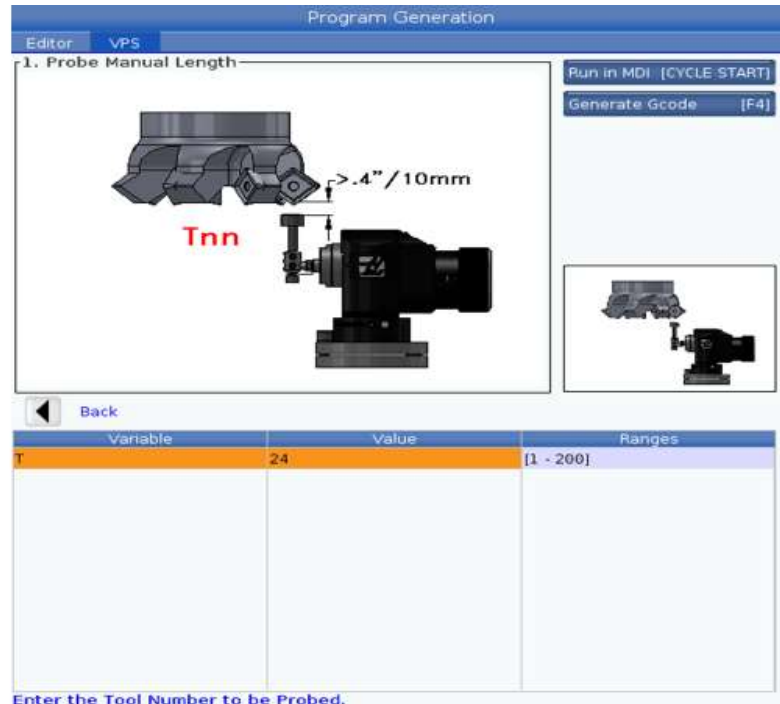 Program Generation
Editor VPS
1. Probe Manual Length
Run in MDI [CYCLE START]
Generate Gcode [F4]
>.4"/10mm
Tnn
Back
Variable Value Ranges
T 24 [1 - 200]
Enter the Tool Number to be Probed.